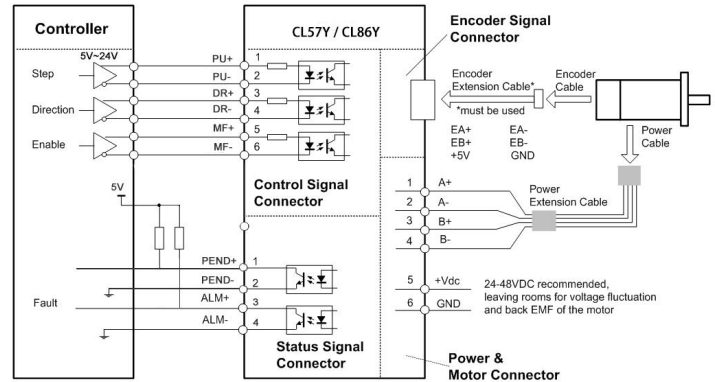 Controller
CL57Y / CL86Y
Encoder Signal
Connector
5V~24V
Step
Direction
Enable
PU+
PU-
DR+
DR-
MF+
MF-
1
2
3
4
5
6
Encoder
Extension Cable*
*must be used
Encoder
Cable
EA+ EA-
EB+ EB-
+5V GND
Power
Cable
Control Signal
Connector
Power
Extension Cable
1 A+
2 A-
3 B+
4 B-
5 +Vdc
6 GND
24-48VDC recommended,
leaving rooms for voltage fluctuation
and back EMF of the motor
5V
Fault
PEND+ 1
PEND- 2
ALM+ 3
ALM- 4
Status Signal
Connector
Power &
Motor Connector